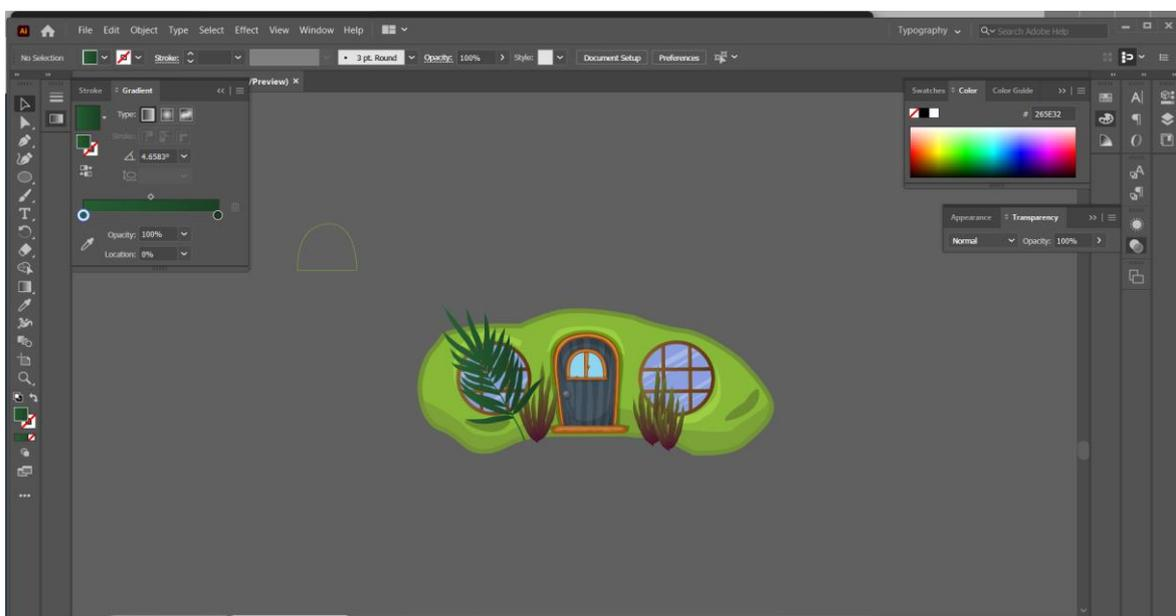 Ai File Edit Object Type Select Effect View Window Help Typography Search Adobe Help
No Selection Stroke: 3 pt. Round Opacity: 100% Style: Document Setup Preferences
/Preview) ×
Stroke Gradient
Type:
Stroke:
4.6583°
Opacity: 100%
Location: 0%
Swatches Color Color Guide
# 265E32
Appearance Transparency
Normal Opacity: 100%